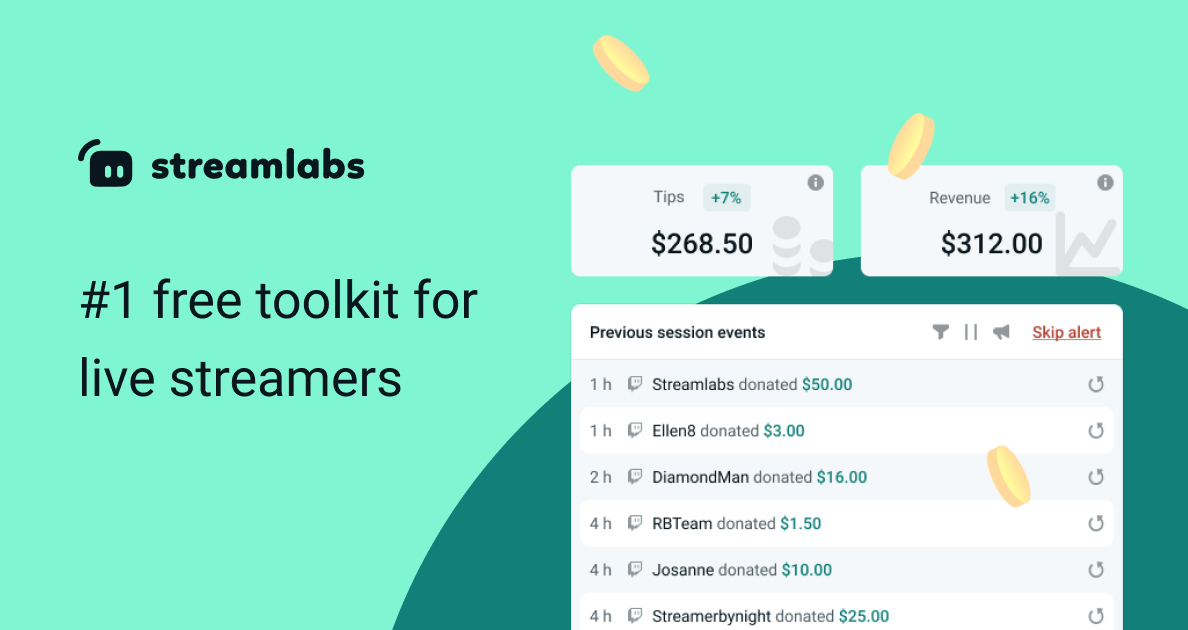 streamlabs
#1 free toolkit for
live streamers
Tips +7%
$268.50
Revenue +16%
$312.00
Previous session events Skip alert
1 h Streamlabs donated $50.00
1 h Ellen8 donated $3.00
2 h DiamondMan donated $16.00
4 h RBTeam donated $1.50
4 h Josanne donated $10.00
4 h Streamerbynight donated $25.00